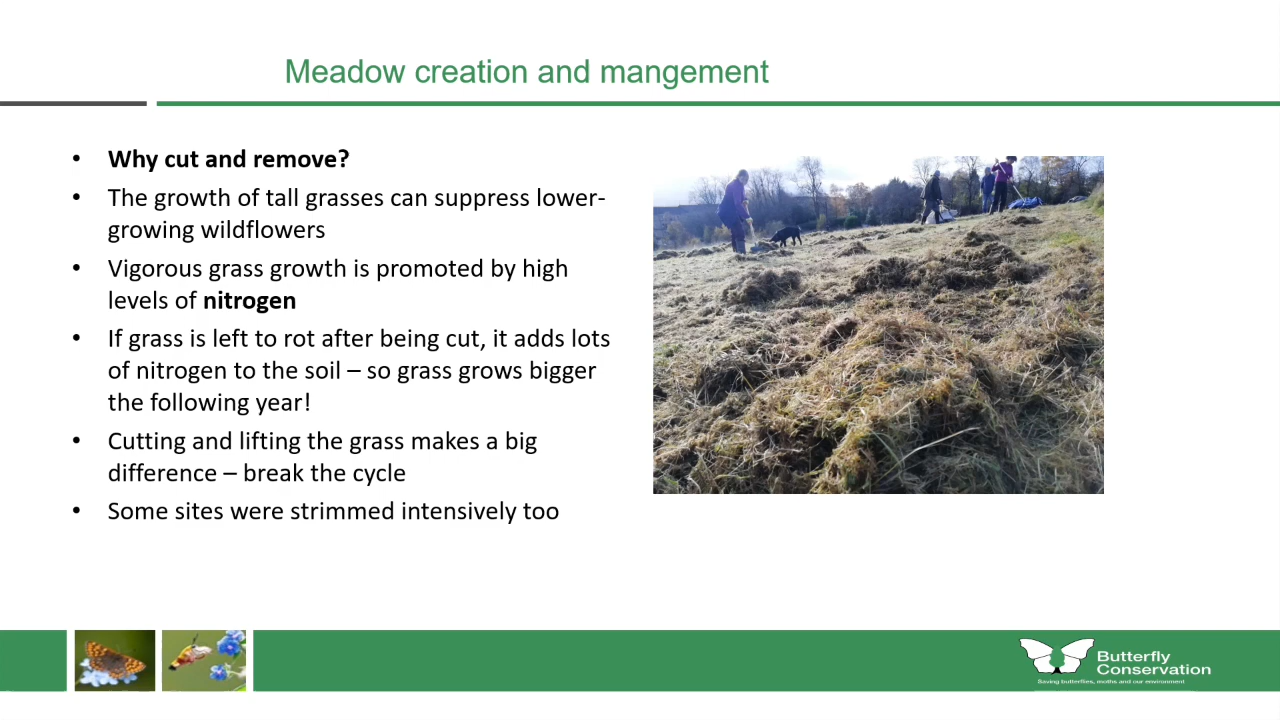 Meadow creation and mangement
• Why cut and remove?
• The growth of tall grasses can suppress lower-
growing wildflowers
• Vigorous grass growth is promoted by high
levels of nitrogen
• If grass is left to rot after being cut, it adds lots
of nitrogen to the soil – so grass grows bigger
the following year!
• Cutting and lifting the grass makes a big
difference – break the cycle
• Some sites were strimmed intensively too
Butterfly
Conservation
Saving butterflies, moths and our environment